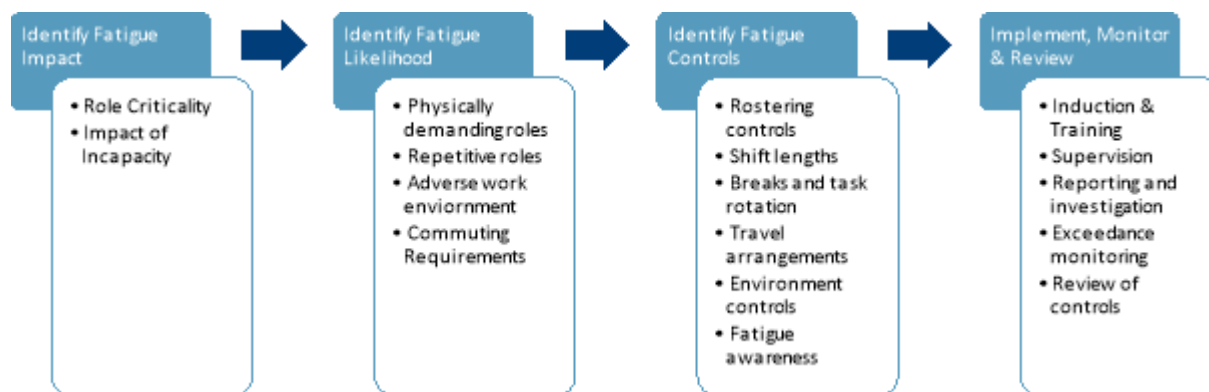 Identify Fatigue
Impact
• Role Criticality
• Impact of
Incapacity
Identify Fatigue
Likelihood
• Physically
demanding roles
• Repetitive roles
• Adverse work
enviornment
• Commuting
Requirements
Identify Fatigue
Controls
• Rostering
controls
• Shift lengths
• Breaks and task
rotation
• Travel
arrangements
• Environment
controls
• Fatigue
awareness
Implement, Monitor
& Review
• Induction &
Training
• Supervision
• Reporting and
investigation
• Exceedance
monitoring
• Review of
controls